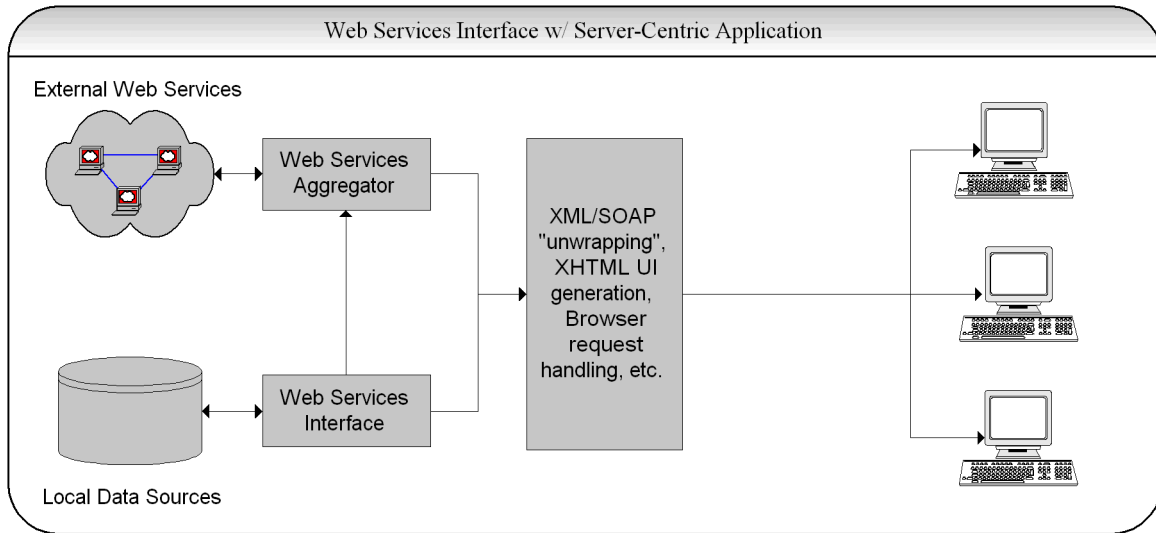 Web Services Interface w/ Server-Centric Application
External Web Services
Web Services
Aggregator
XML/SOAP
"unwrapping",
XHTML UI
generation,
Browser
request
handling, etc.
Web Services
Interface
Local Data Sources